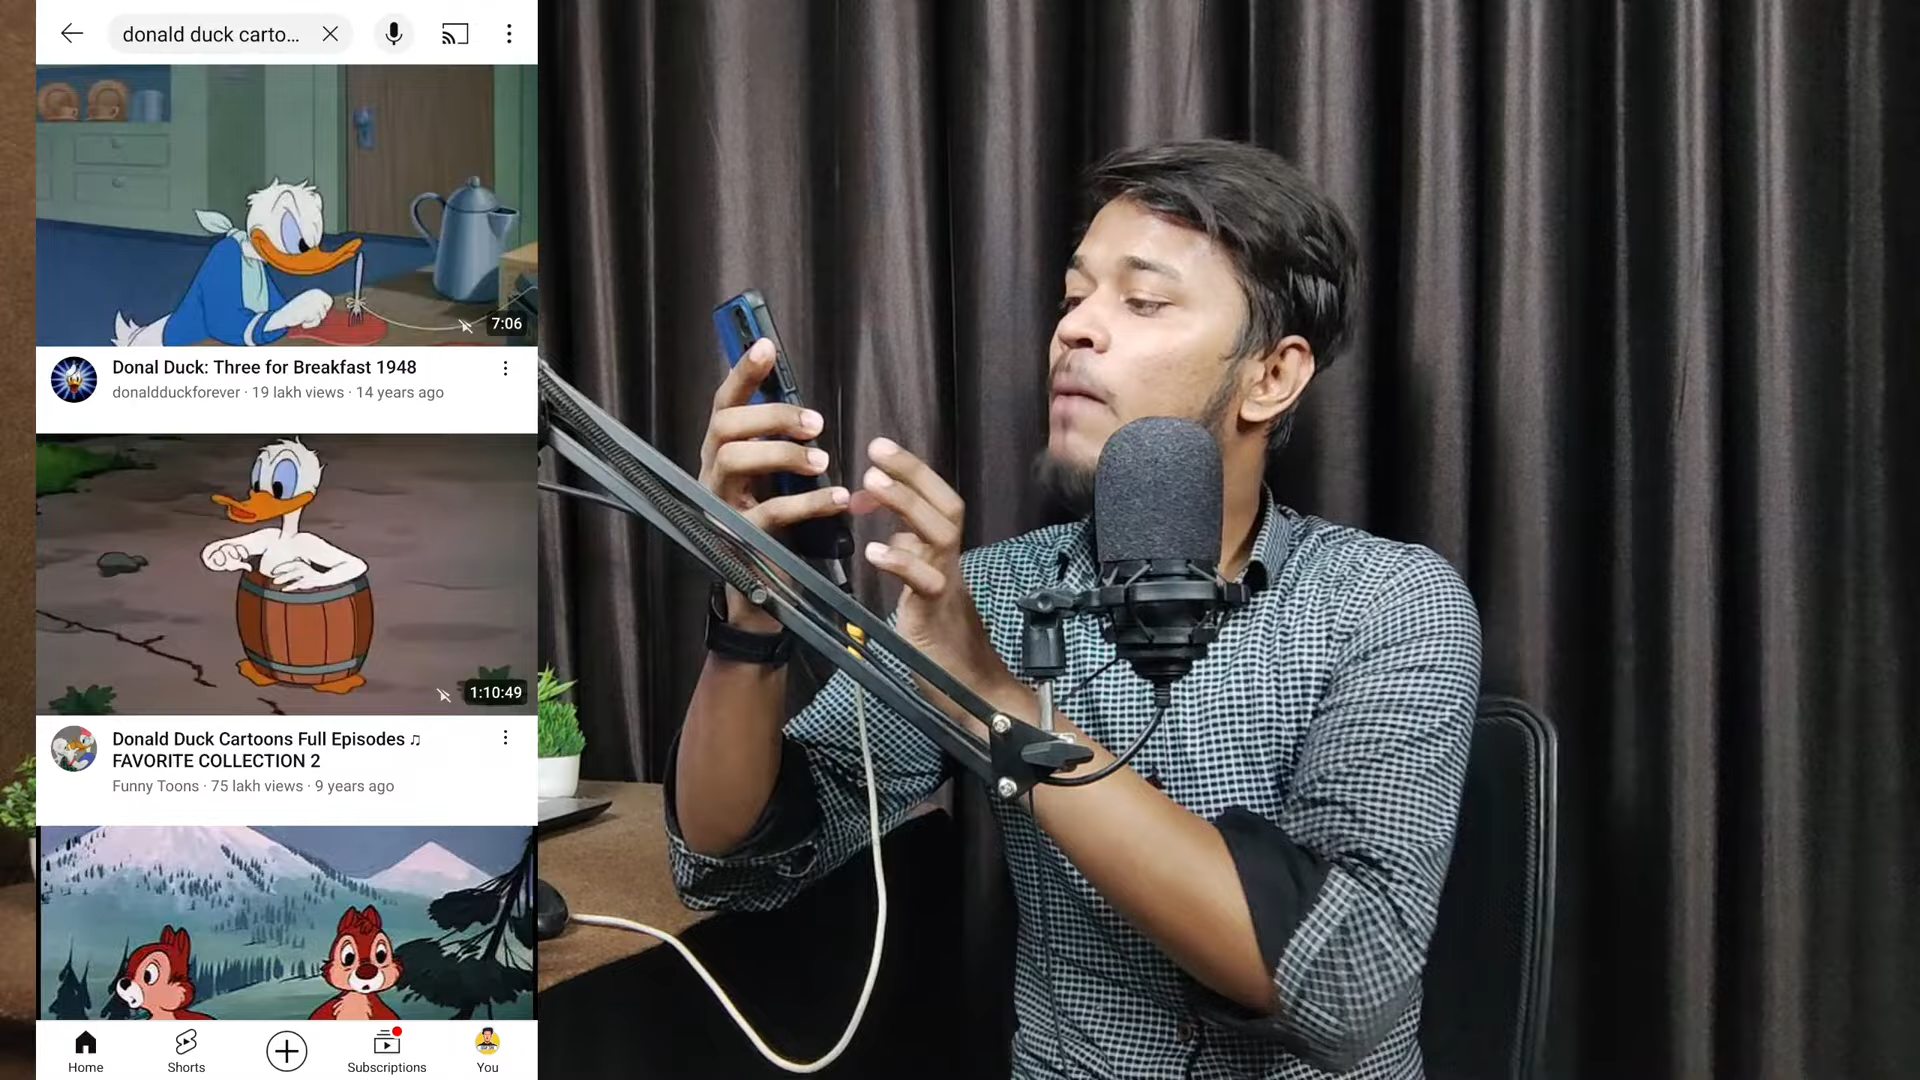 donald duck carto...
7:06
Donal Duck: Three for Breakfast 1948
donaldduckforever · 19 lakh views · 14 years ago
1:10:49
Donald Duck Cartoons Full Episodes ♫
FAVORITE COLLECTION 2
Funny Toons · 75 lakh views · 9 years ago
Home
Shorts
Subscriptions
You